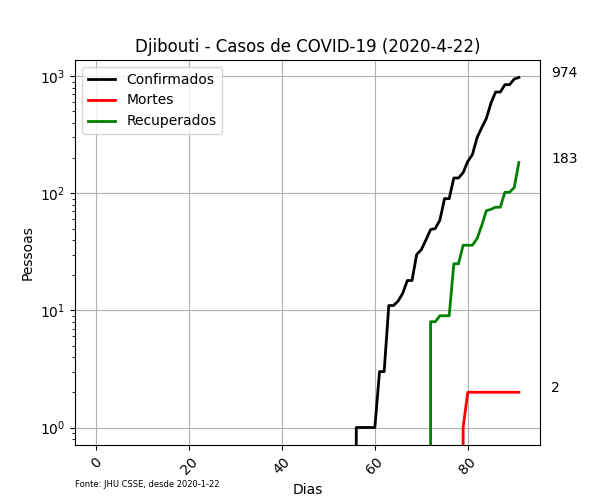 Djibouti - Casos de COVID-19 (2020-4-22)
Confirmados
Mortes
Recuperados
Pessoas
10³
10²
10¹
10⁰
974
183
2
0
20
40
60
80
Dias
Fonte: JHU CSSE, desde 2020-1-22